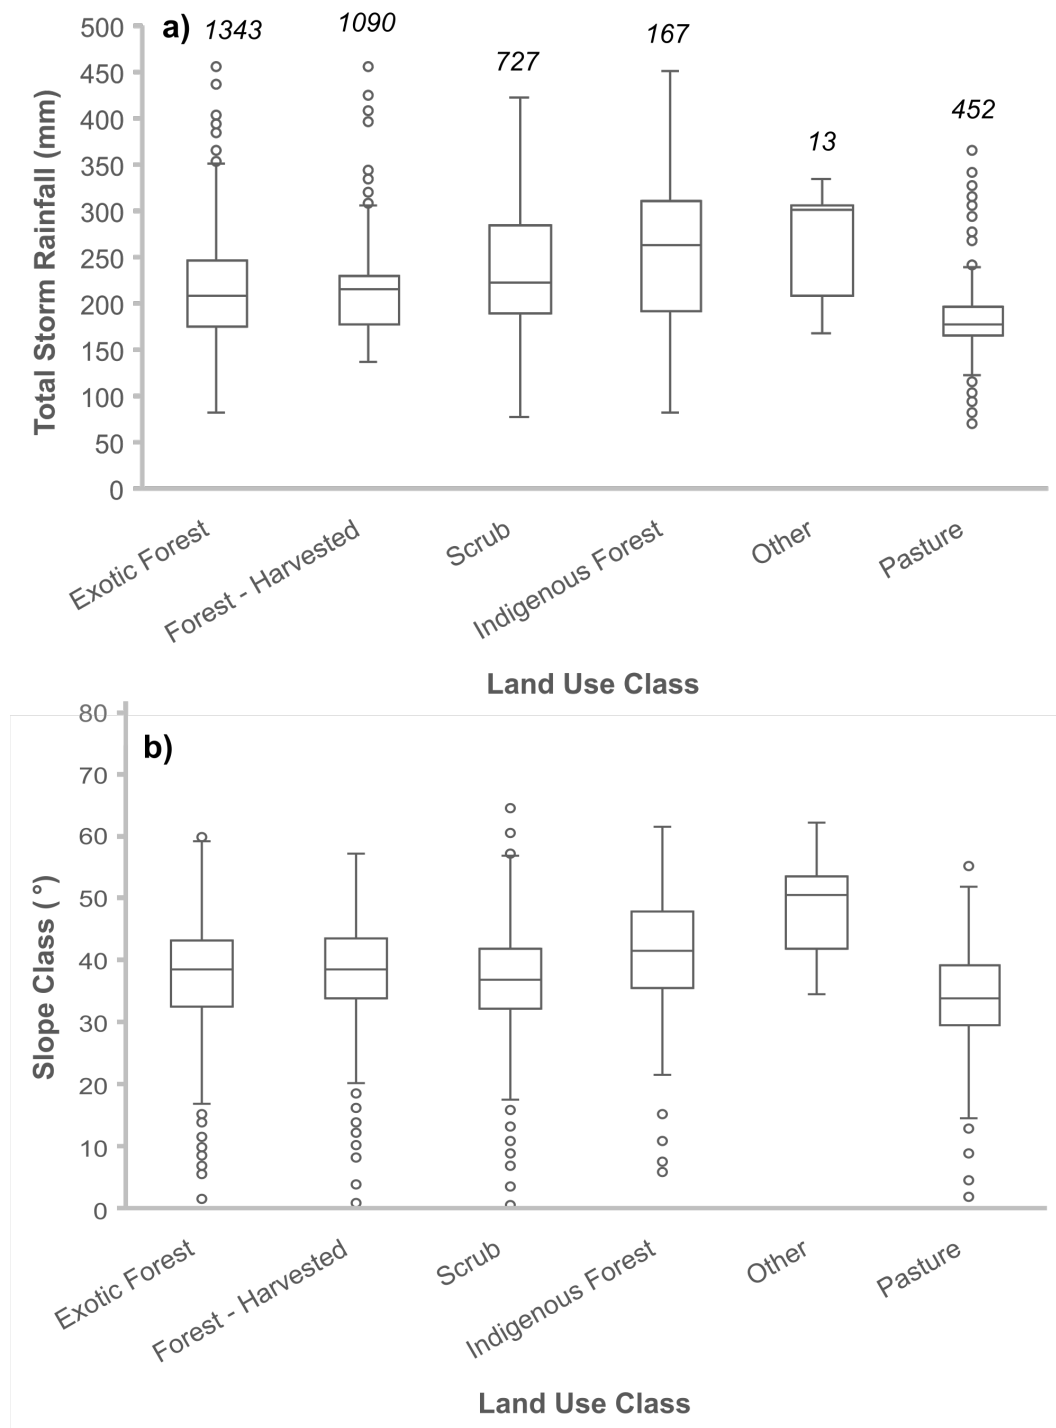 a) 1343 1090 727 167 13 452
Total Storm Rainfall (mm)
500
450
400
350
300
250
200
150
100
50
0
Exotic Forest
Forest - Harvested
Scrub
Indigenous Forest
Other
Pasture
Land Use Class
b)
Slope Class (°)
80
70
60
50
40
30
20
10
0
Exotic Forest
Forest - Harvested
Scrub
Indigenous Forest
Other
Pasture
Land Use Class